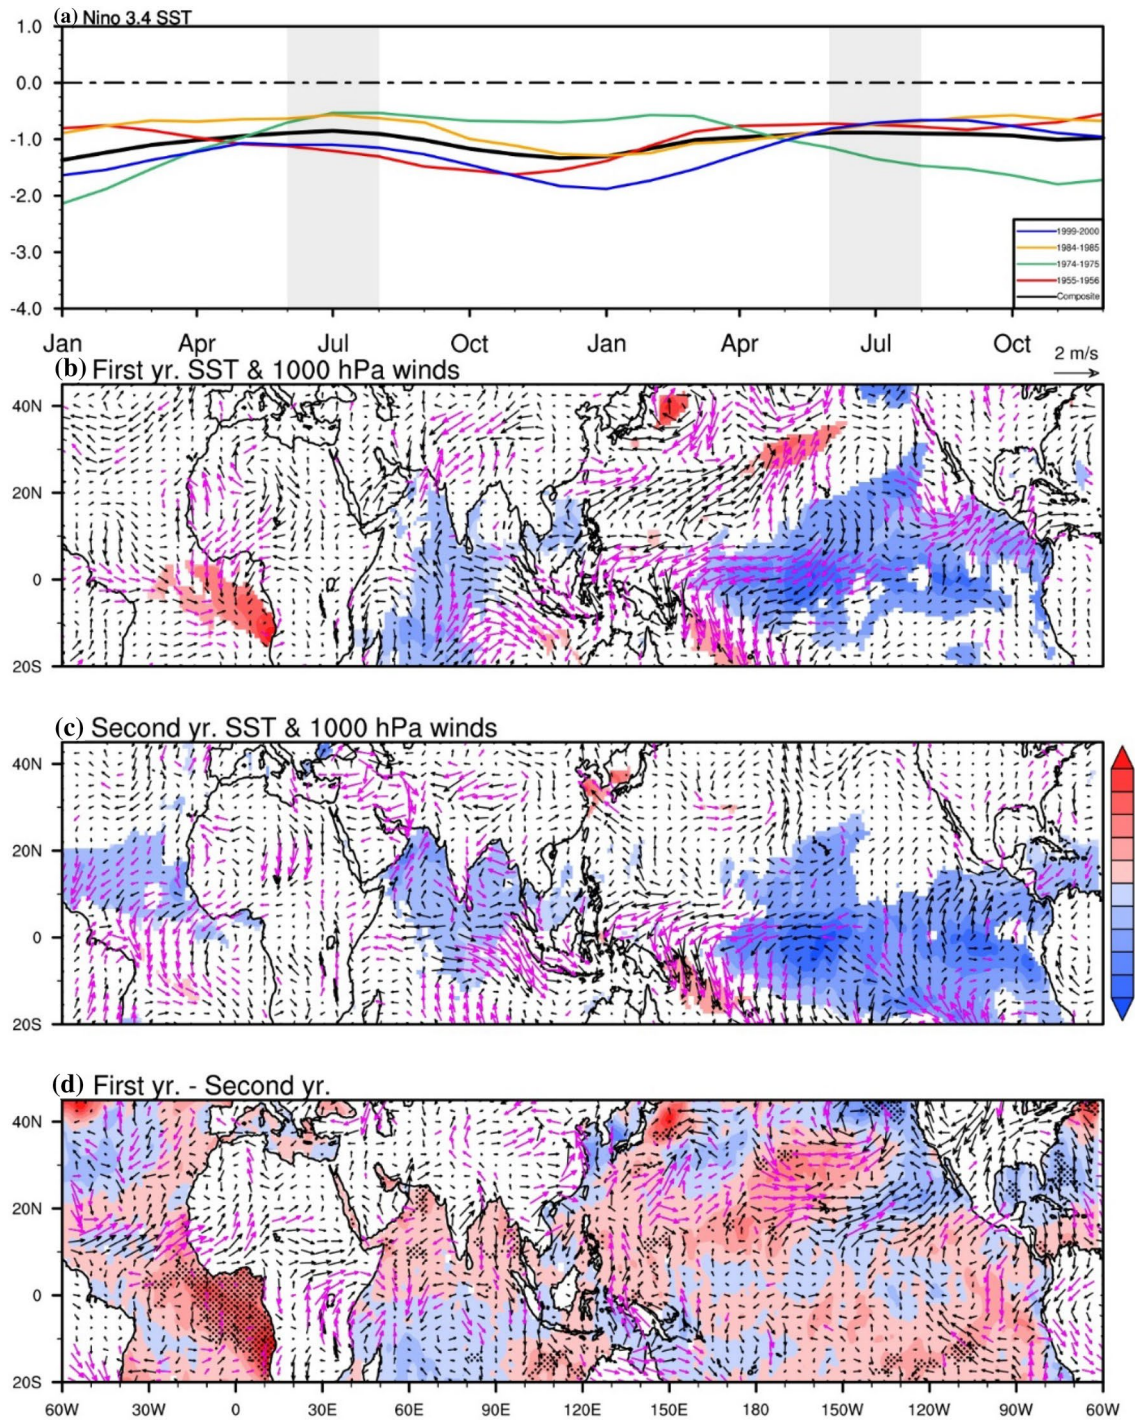 (a) Nino 3.4 SST
1.0
0.0
-1.0
-2.0
-3.0
-4.0
1999-2000
1984-1985
1974-1975
1955-1956
Composite
Jan Apr Jul Oct Jan Apr Jul Oct
2 m/s
(b) First yr. SST & 1000 hPa winds
40N
20N
0
20S
(c) Second yr. SST & 1000 hPa winds
40N
20N
0
20S
(d) First yr. - Second yr.
40N
20N
0
20S
60W 30W 0 30E 60E 90E 120E 150E 180 150W 120W 90W 60W